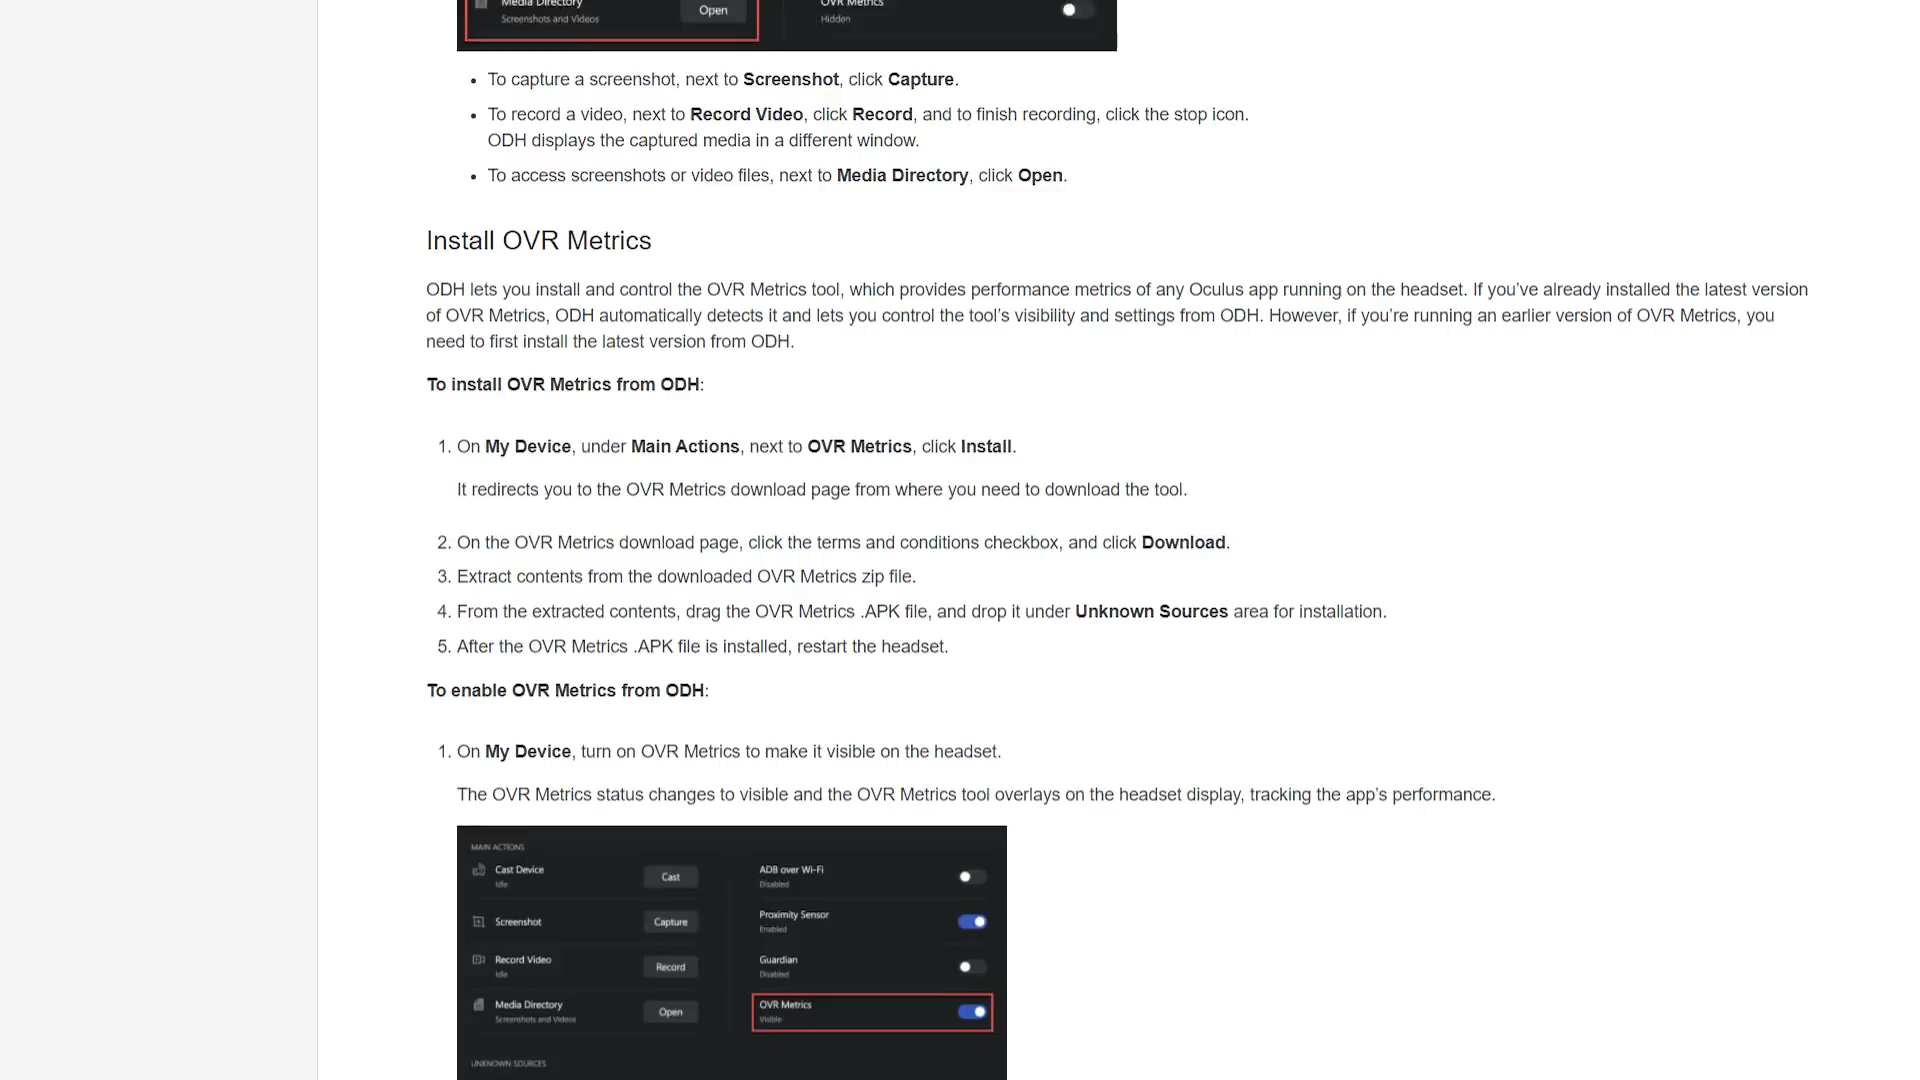 Media Directory
Screenshots and Videos
Open
OVR Metrics
Hidden
• To capture a screenshot, next to Screenshot, click Capture.
• To record a video, next to Record Video, click Record, and to finish recording, click the stop icon.
ODH displays the captured media in a different window.
• To access screenshots or video files, next to Media Directory, click Open.
Install OVR Metrics
ODH lets you install and control the OVR Metrics tool, which provides performance metrics of any Oculus app running on the headset. If you’ve already installed the latest version
of OVR Metrics, ODH automatically detects it and lets you control the tool’s visibility and settings from ODH. However, if you’re running an earlier version of OVR Metrics, you
need to first install the latest version from ODH.
To install OVR Metrics from ODH:
1. On My Device, under Main Actions, next to OVR Metrics, click Install.
It redirects you to the OVR Metrics download page from where you need to download the tool.
2. On the OVR Metrics download page, click the terms and conditions checkbox, and click Download.
3. Extract contents from the downloaded OVR Metrics zip file.
4. From the extracted contents, drag the OVR Metrics .APK file, and drop it under Unknown Sources area for installation.
5. After the OVR Metrics .APK file is installed, restart the headset.
To enable OVR Metrics from ODH:
1. On My Device, turn on OVR Metrics to make it visible on the headset.
The OVR Metrics status changes to visible and the OVR Metrics tool overlays on the headset display, tracking the app’s performance.
MAIN ACTIONS
Cast Device
Idle
Cast
ADB over Wi-Fi
Disabled
Screenshot
Capture
Proximity Sensor
Enabled
Record Video
Idle
Record
Guardian
Disabled
Media Directory
Screenshots and Videos
Open
OVR Metrics
Visible
UNKNOWN SOURCES